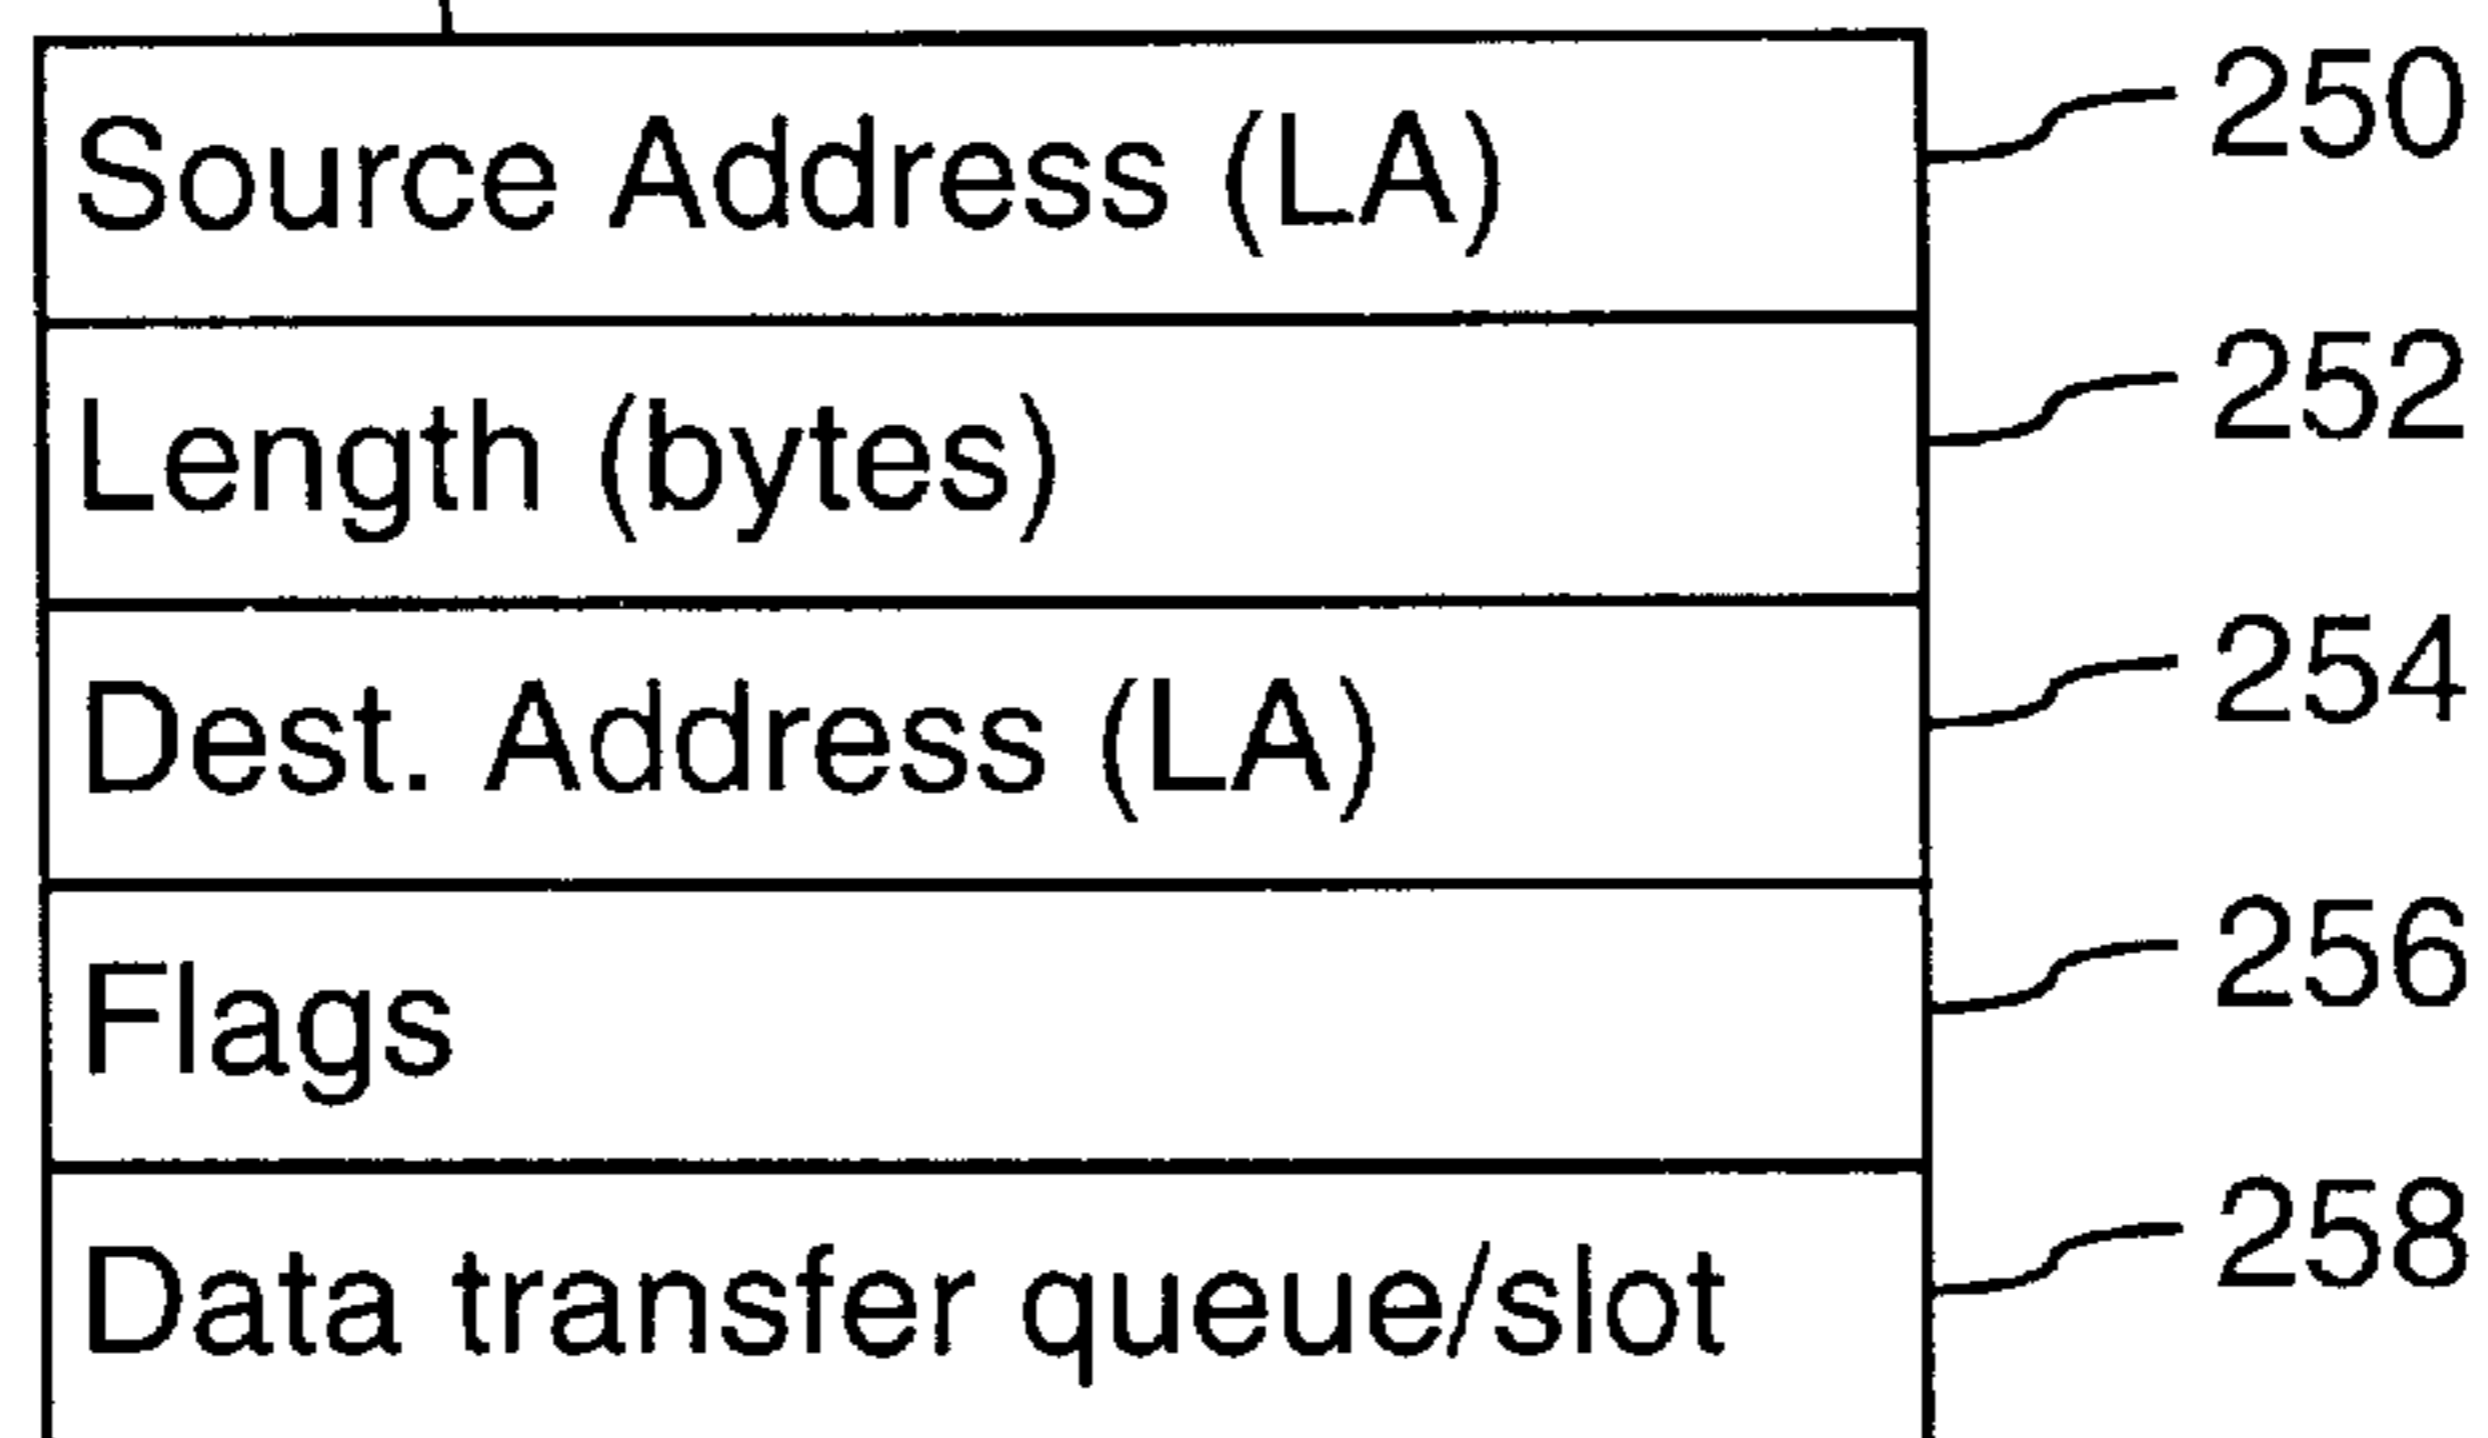 Source Address (LA) 250
Length (bytes) 252
Dest. Address (LA) 254
Flags 256
Data transfer queue/slot 258